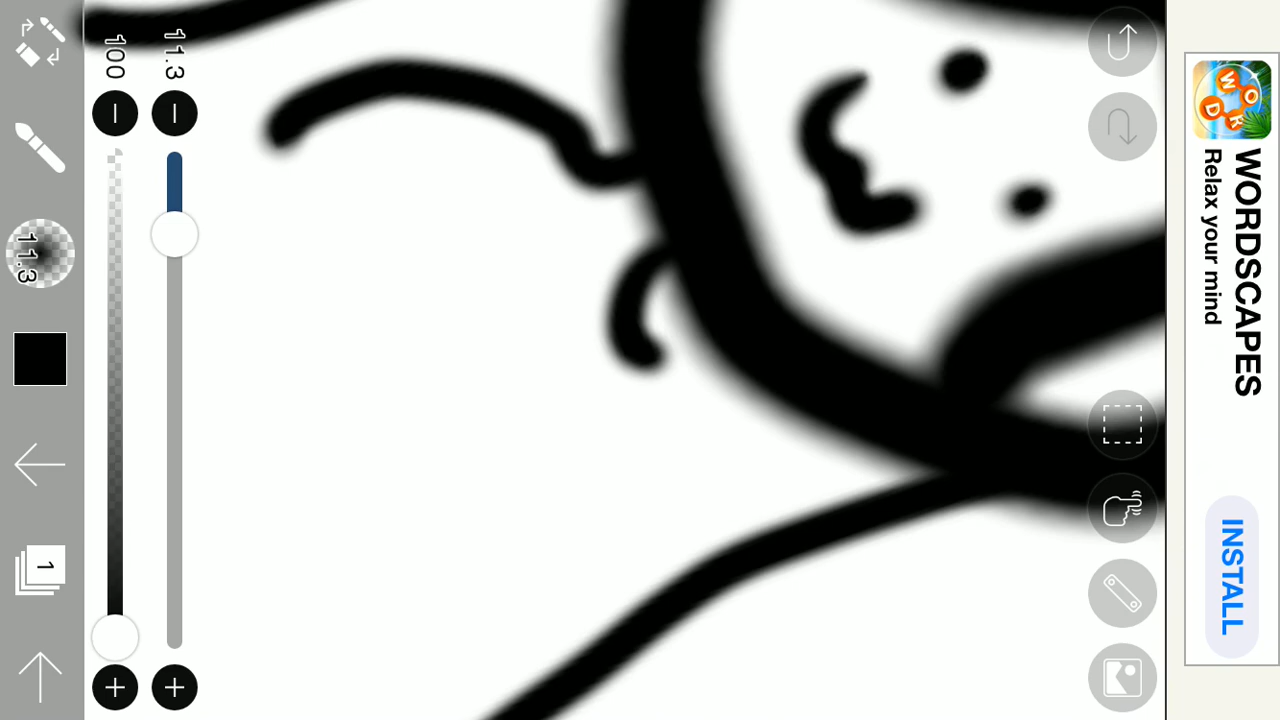 WORDSCAPES
Relax your mind
INSTALL
W
O
R
D
11.3
100
11.3
1